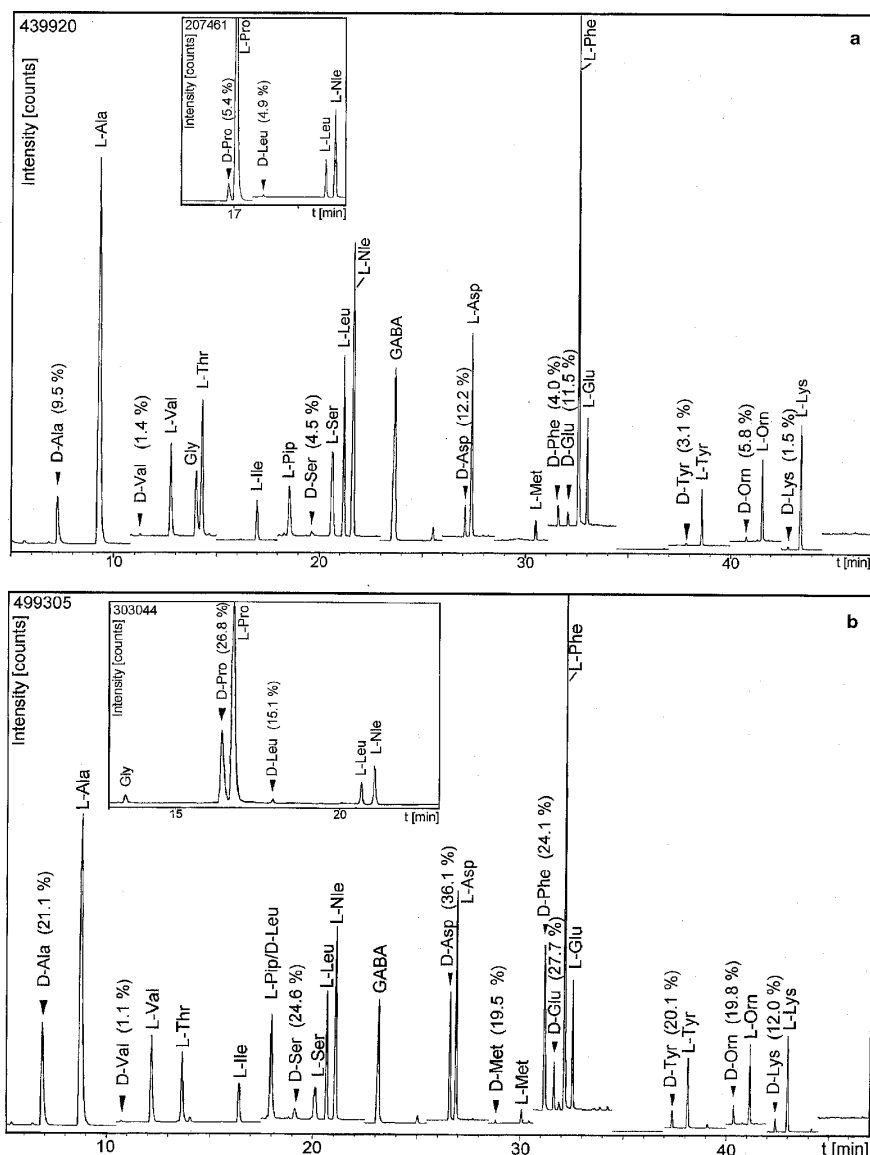 439920
a
Intensity [counts]
207461
Intensity [counts]
D-Pro (5.4 %)
L-Pro
D-Leu (4.9 %)
L-Leu
L-Nle
17
t [min]
D-Ala (9.5 %)
L-Ala
D-Val (1.4 %)
L-Val
Gly
L-Thr
L-Ile
L-Pip
D-Ser (4.5 %)
L-Ser
L-Leu
L-Nle
GABA
D-Asp (12.2 %)
L-Asp
L-Met
D-Phe (4.0 %)
D-Glu (11.5 %)
L-Phe
L-Glu
D-Tyr (3.1 %)
L-Tyr
D-Orn (5.8 %)
L-Orn
D-Lys (1.5 %)
L-Lys
10 20 30 40 t [min]
499305
b
Intensity [counts]
303044
Intensity [counts]
Gly
D-Pro (26.8 %)
L-Pro
D-Leu (15.1 %)
L-Leu
L-Nle
15 20 t [min]
D-Ala (21.1 %)
L-Ala
D-Val (1.1 %)
L-Val
L-Thr
L-Ile
L-Pip/D-Leu
D-Ser (24.6 %)
L-Ser
L-Leu
L-Nle
GABA
D-Asp (36.1 %)
L-Asp
D-Met (19.5 %)
L-Met
D-Phe (24.1 %)
D-Glu (27.7 %)
L-Phe
L-Glu
D-Tyr (20.1 %)
L-Tyr
D-Orn (19.8 %)
L-Orn
D-Lys (12.0 %)
L-Lys
10 20 30 40 t [min]